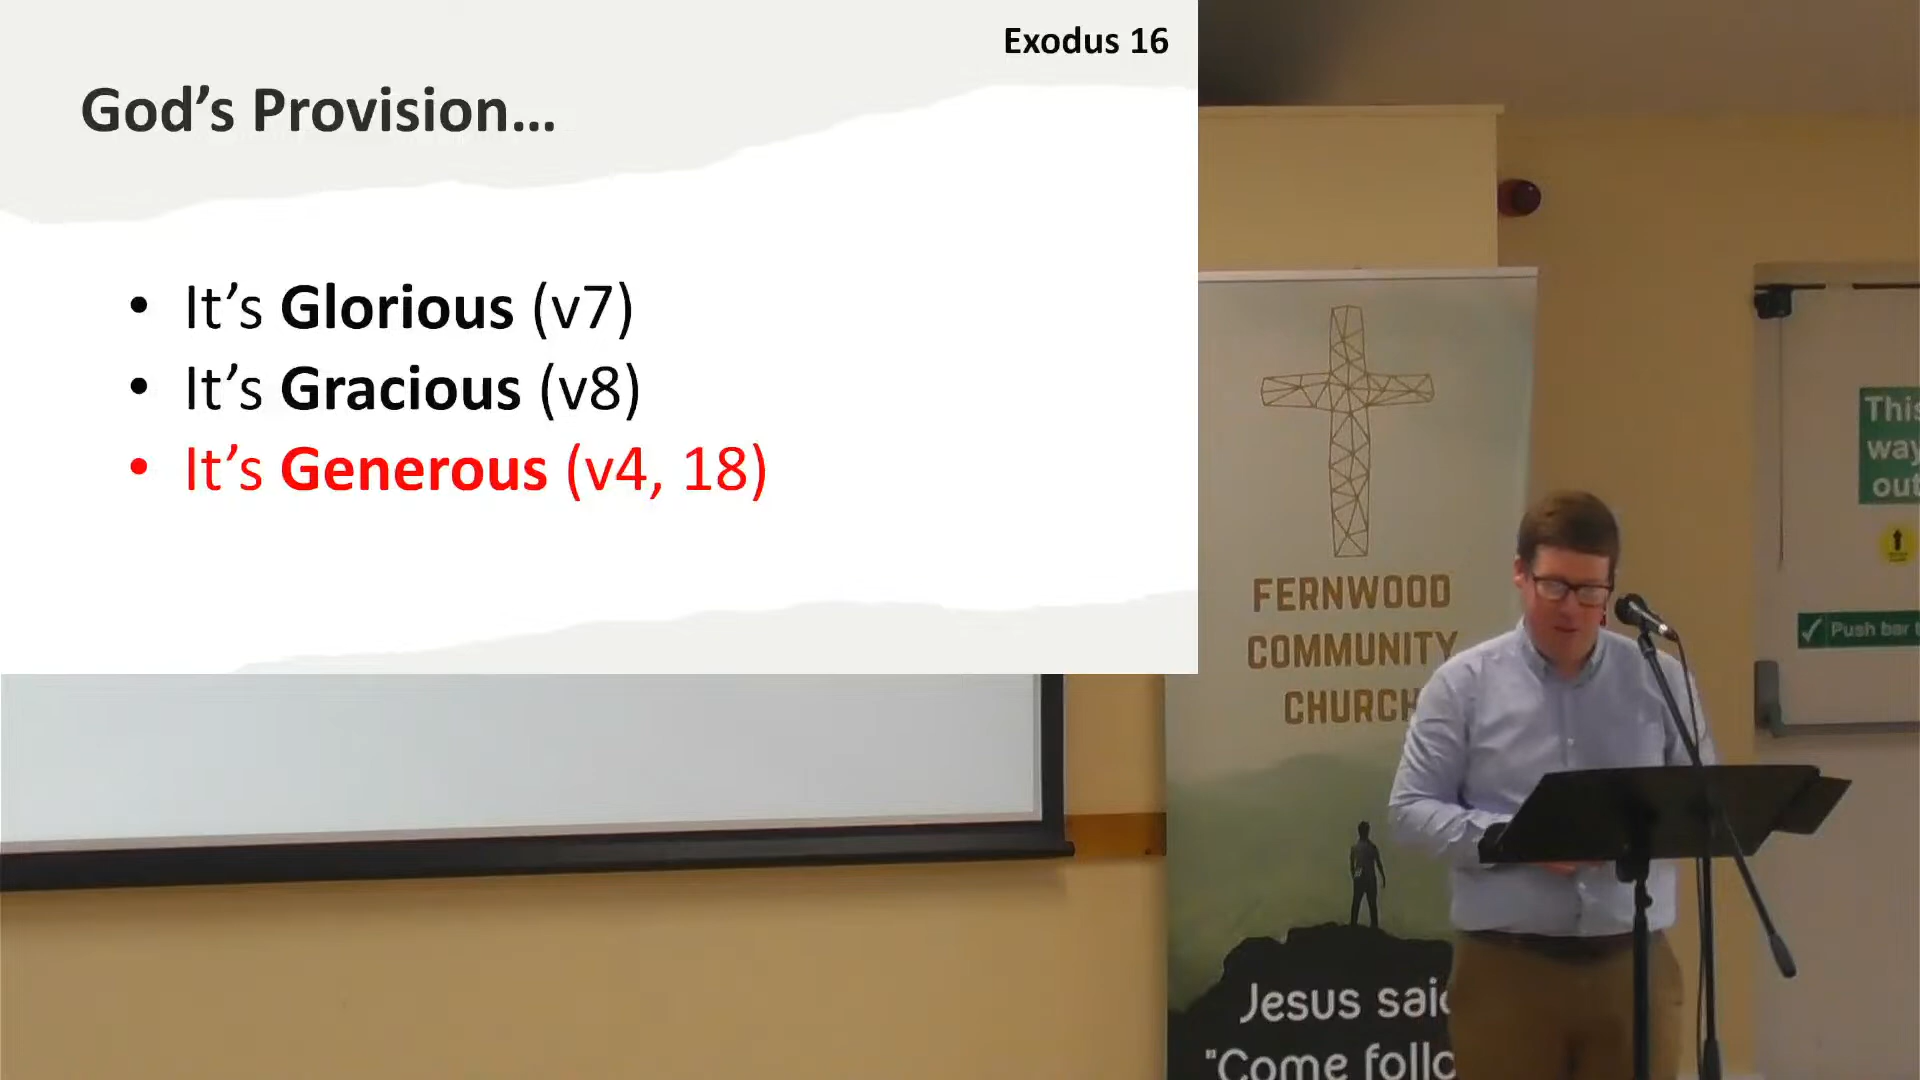 Exodus 16
God's Provision...
• It's Glorious (v7)
• It's Gracious (v8)
• It's Generous (v4, 18)
FERNWOOD
COMMUNITY
CHURCH
Jesus said
"Come follo
This
way
out
Push bar t